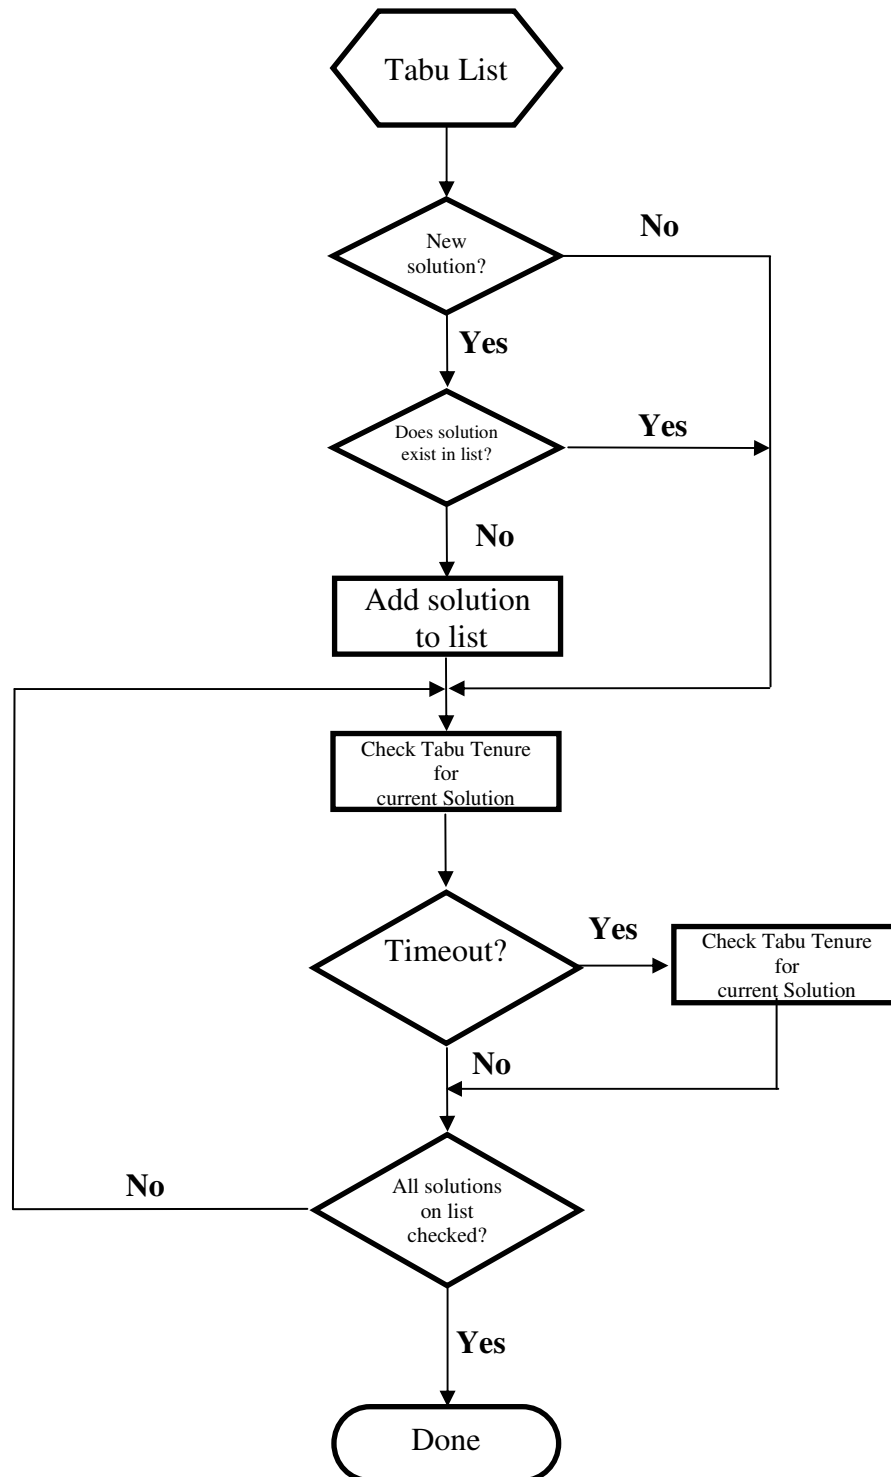 Tabu List
No
New
solution?
Yes
Does solution
exist in list?
Yes
No
Add solution
to list
Check Tabu Tenure
for
current Solution
Timeout?
Yes
Check Tabu Tenure
for
current Solution
No
No
All solutions
on list
checked?
Yes
Done